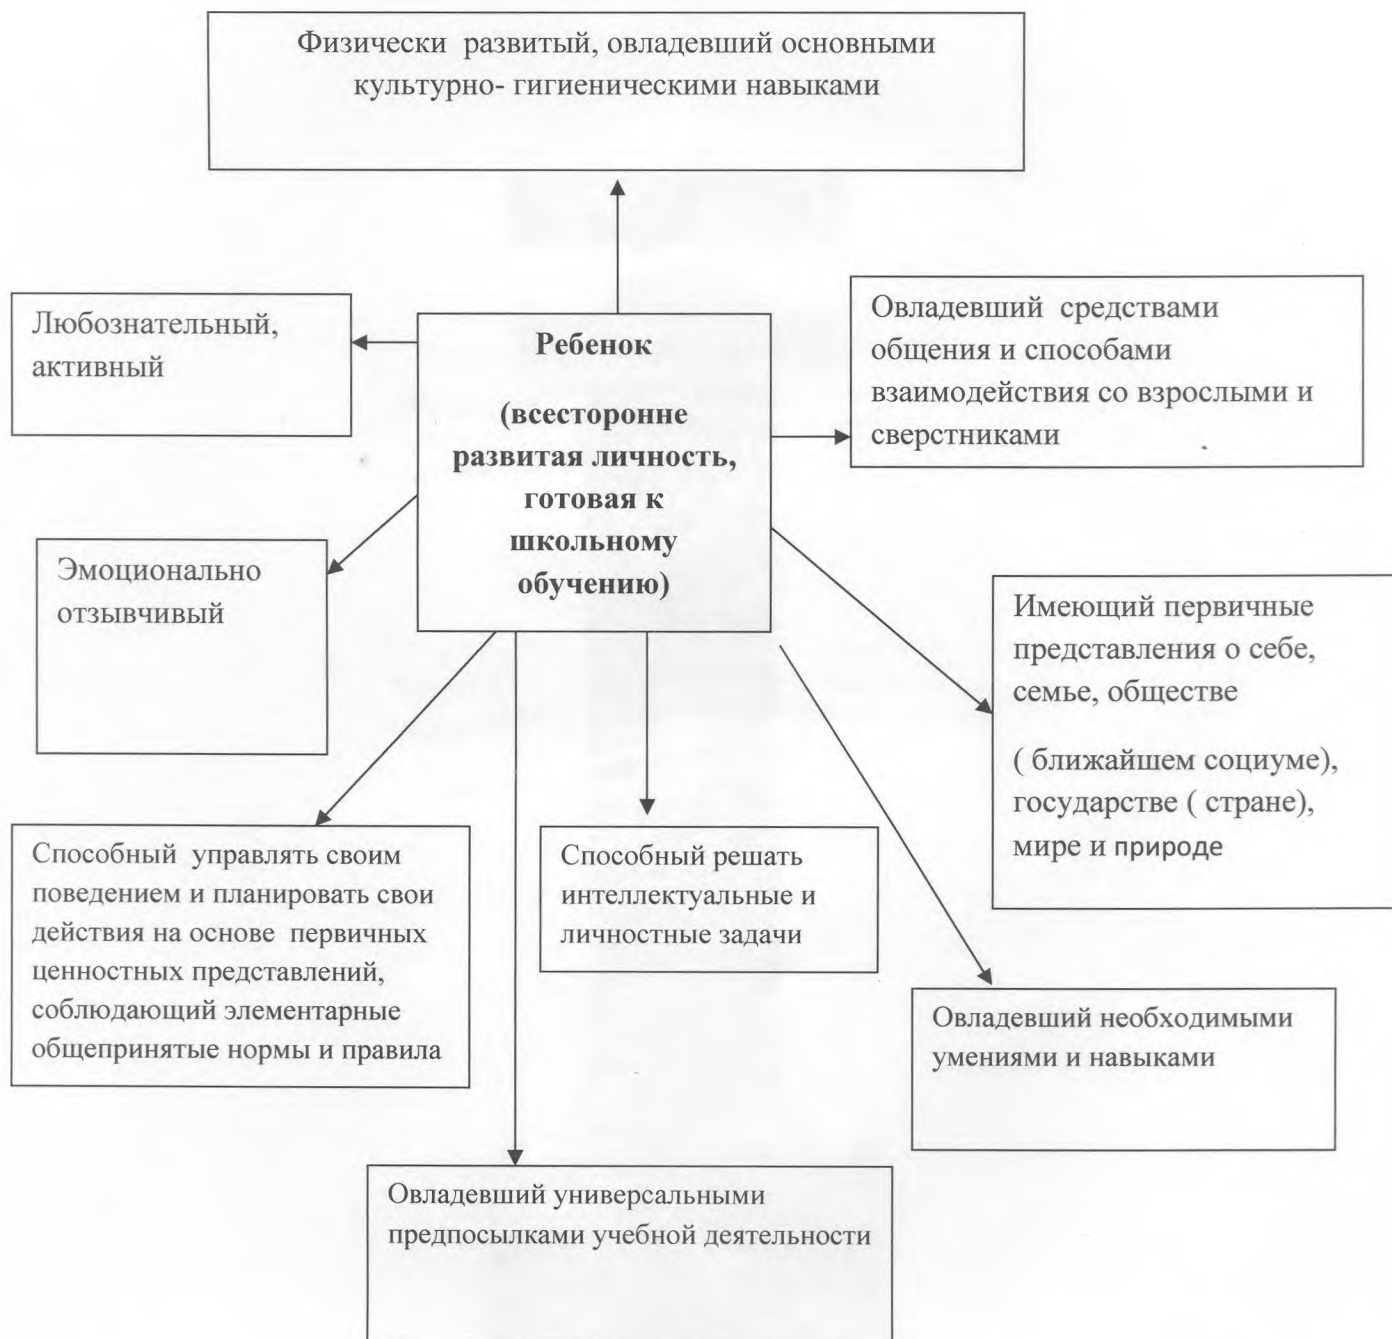 Физически  развитый, овладевший основными
культурно- гигиеническими навыками
Любознательный,
активный
Ребенок
(всесторонне
развитая личность,
готовая к
школьному
обучению)
Овладевший  средствами
общения и способами
взаимодействия со взрослыми и
сверстниками
Эмоционально
отзывчивый
Имеющий первичные
представления о себе,
семье, обществе
( ближайшем социуме),
государстве ( стране),
мире и природе
Способный  управлять своим
поведением и планировать свои
действия на основе  первичных
ценностных представлений,
соблюдающий элементарные
общепринятые нормы и правила
Способный решать
интеллектуальные и
личностные задачи
Овладевший необходимыми
умениями и навыками
Овладевший универсальными
предпосылками учебной деятельности